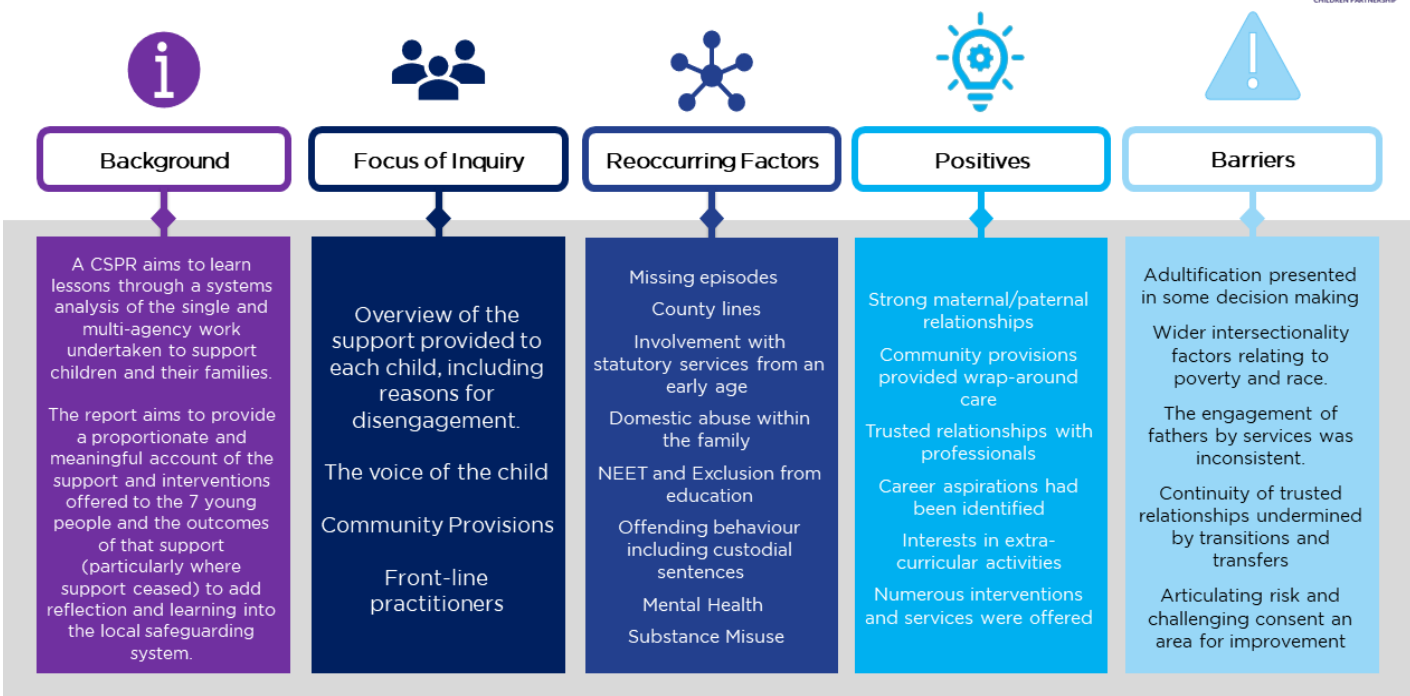 CHILDREN PARTNERSHIP
Background
A CSPR aims to learn
lessons through a systems
analysis of the single and
multi-agency work
undertaken to support
children and their families.
The report aims to provide
a proportionate and
meaningful account of the
support and interventions
offered to the 7 young
people and the outcomes
of that support
(particularly where
support ceased) to add
reflection and learning into
the local safeguarding
system.
Focus of Inquiry
Overview of the
support provided to
each child, including
reasons for
disengagement.
The voice of the child
Community Provisions
Front-line
practitioners
Reoccurring Factors
Missing episodes
County lines
Involvement with
statutory services from an
early age
Domestic abuse within
the family
NEET and Exclusion from
education
Offending behaviour
including custodial
sentences
Mental Health
Substance Misuse
Positives
Strong maternal/paternal
relationships
Community provisions
provided wrap-around
care
Trusted relationships with
professionals
Career aspirations had
been identified
Interests in extra-
curricular activities
Numerous interventions
and services were offered
Barriers
Adultification presented
in some decision making
Wider intersectionality
factors relating to
poverty and race.
The engagement of
fathers by services was
inconsistent.
Continuity of trusted
relationships undermined
by transitions and
transfers
Articulating risk and
challenging consent an
area for improvement